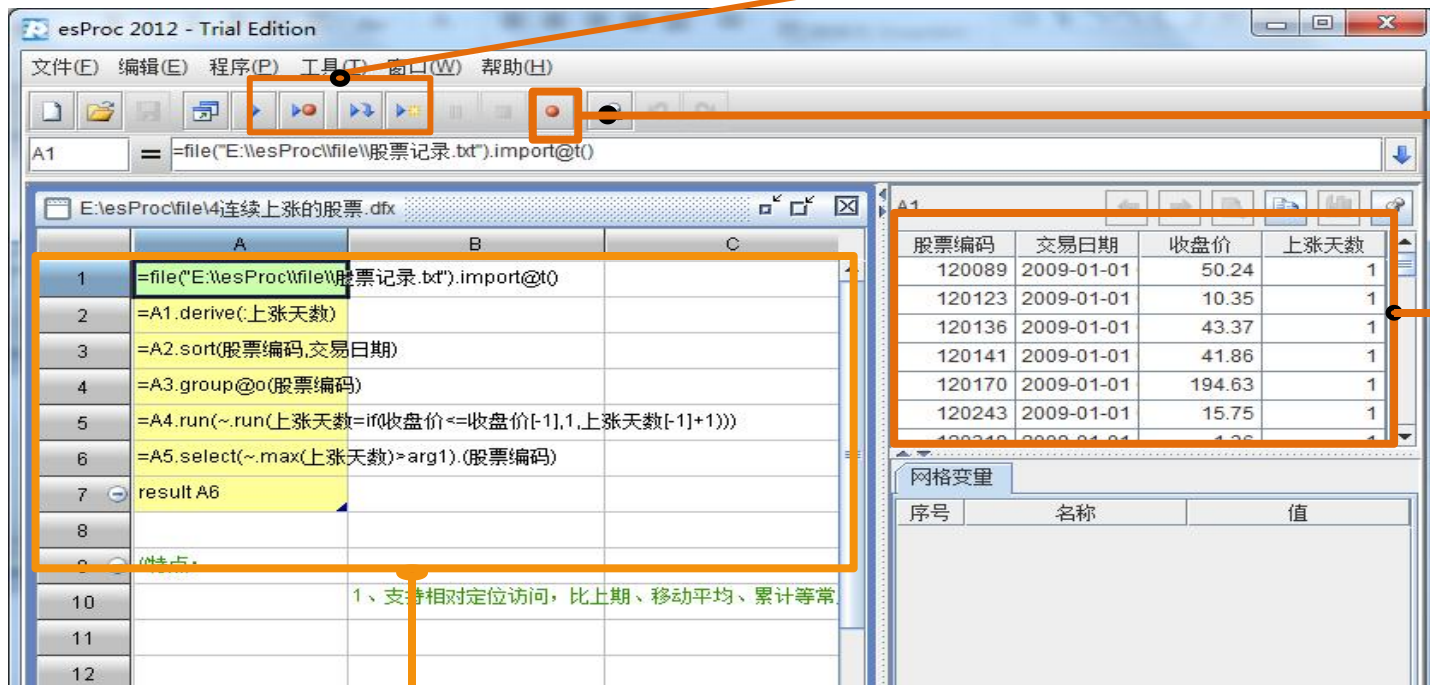 esProc 2012 - Trial Edition
文件(F) 编辑(E) 程序(P) 工具(T) 窗口(W) 帮助(H)
A1 = =file("E:\\esProc\\file\\股票记录.txt").import@t()
E:\esProc\file\4连续上涨的股票.dfx
A B C
1 =file("E:\\esProc\\file\\股票记录.txt").import@t()
2 =A1.derive(:上涨天数)
3 =A2.sort(股票编码,交易日期)
4 =A3.group@o(股票编码)
5 =A4.run(~.run(上涨天数=if(收盘价<=收盘价[-1],1,上涨天数[-1]+1)))
6 =A5.select(~.max(上涨天数)>arg1).(股票编码)
7 result A6
8
9
10 1、支持相对定位访问，比上期、移动平均、累计等常
11
12
A1
股票编码 交易日期 收盘价 上涨天数
120089 2009-01-01 50.24 1
120123 2009-01-01 10.35 1
120136 2009-01-01 43.37 1
120141 2009-01-01 41.86 1
120170 2009-01-01 194.63 1
120243 2009-01-01 15.75 1
网格变量
序号 名称 值